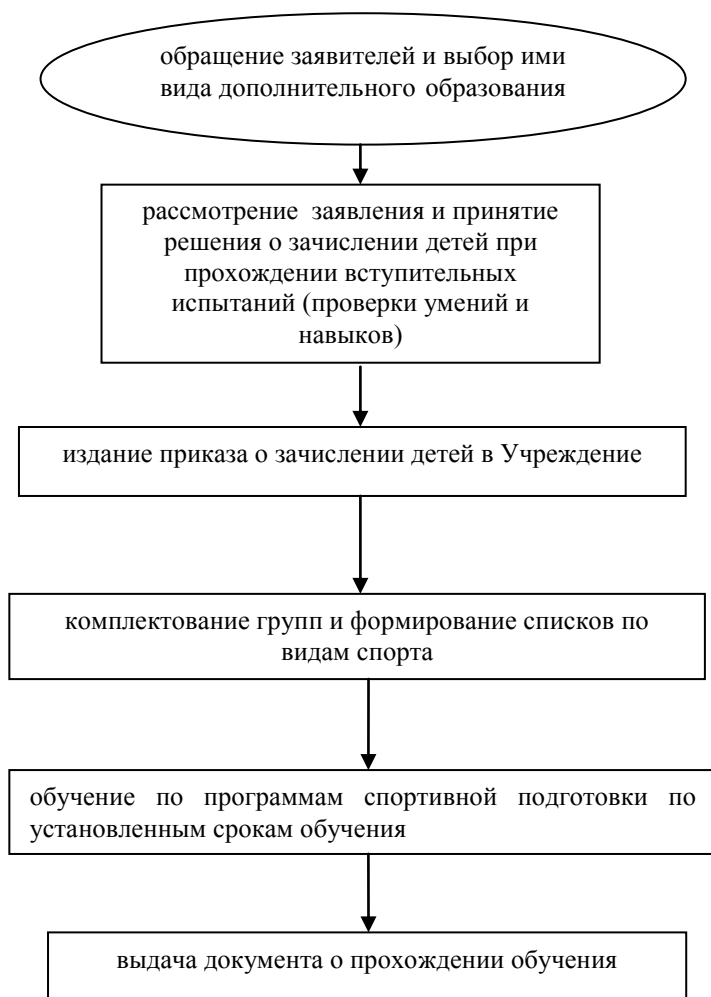 обращение заявителей и выбор ими
вида дополнительного образования
рассмотрение заявления и принятие
решения о зачислении детей при
прохождении вступительных
испытаний (проверки умений и
навыков)
издание приказа о зачислении детей в Учреждение
комплектование групп и формирование списков по
видам спорта
обучение по программам спортивной подготовки по
установленным срокам обучения
выдача документа о прохождении обучения